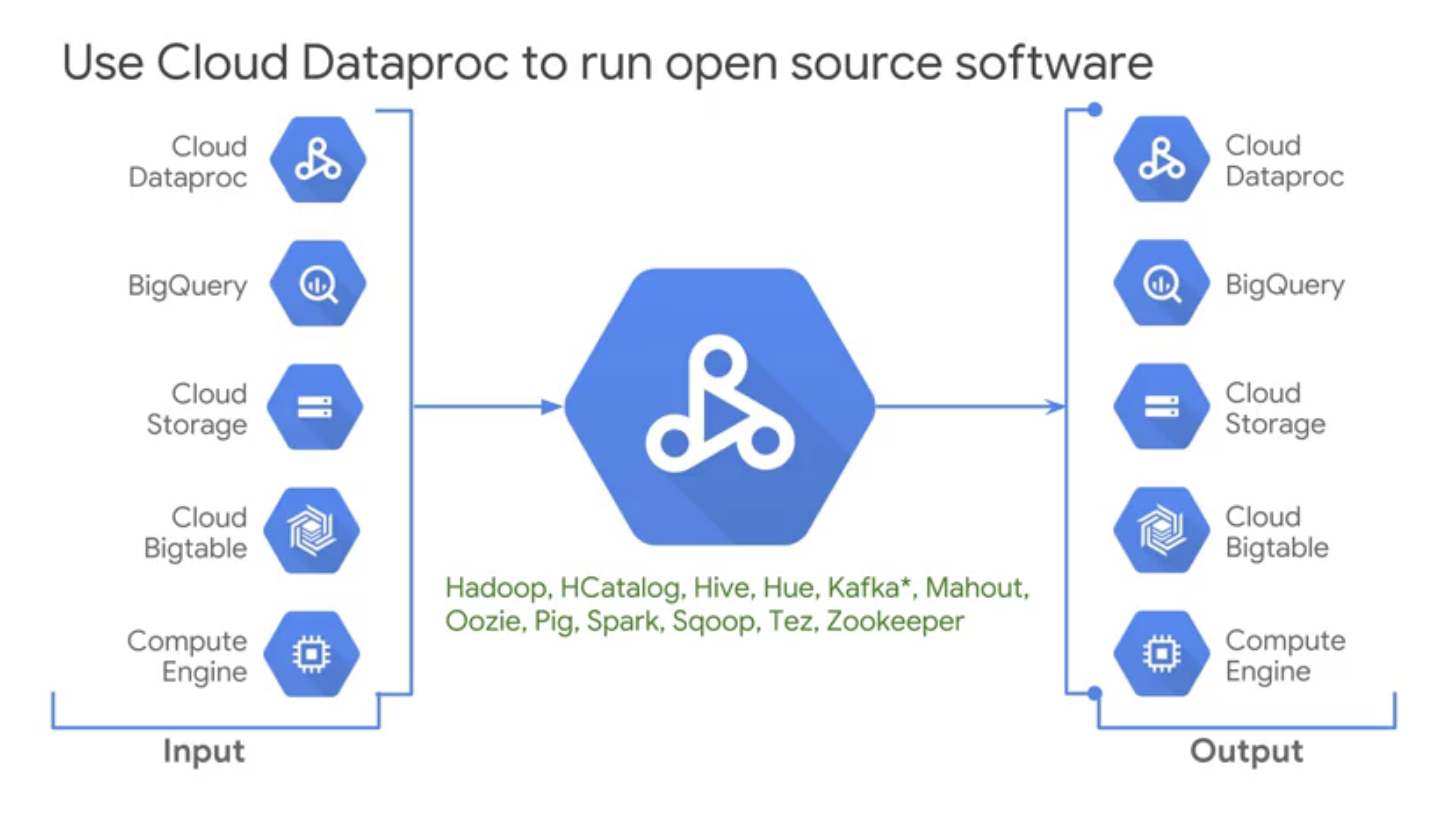 Use Cloud Dataproc to run open source software
Cloud
Dataproc
BigQuery
Cloud
Storage
Cloud
Bigtable
Compute
Engine
Input
Hadoop, HCatalog, Hive, Hue, Kafka*, Mahout,
Oozie, Pig, Spark, Sqoop, Tez, Zookeeper
Cloud
Dataproc
BigQuery
Cloud
Storage
Cloud
Bigtable
Compute
Engine
Output